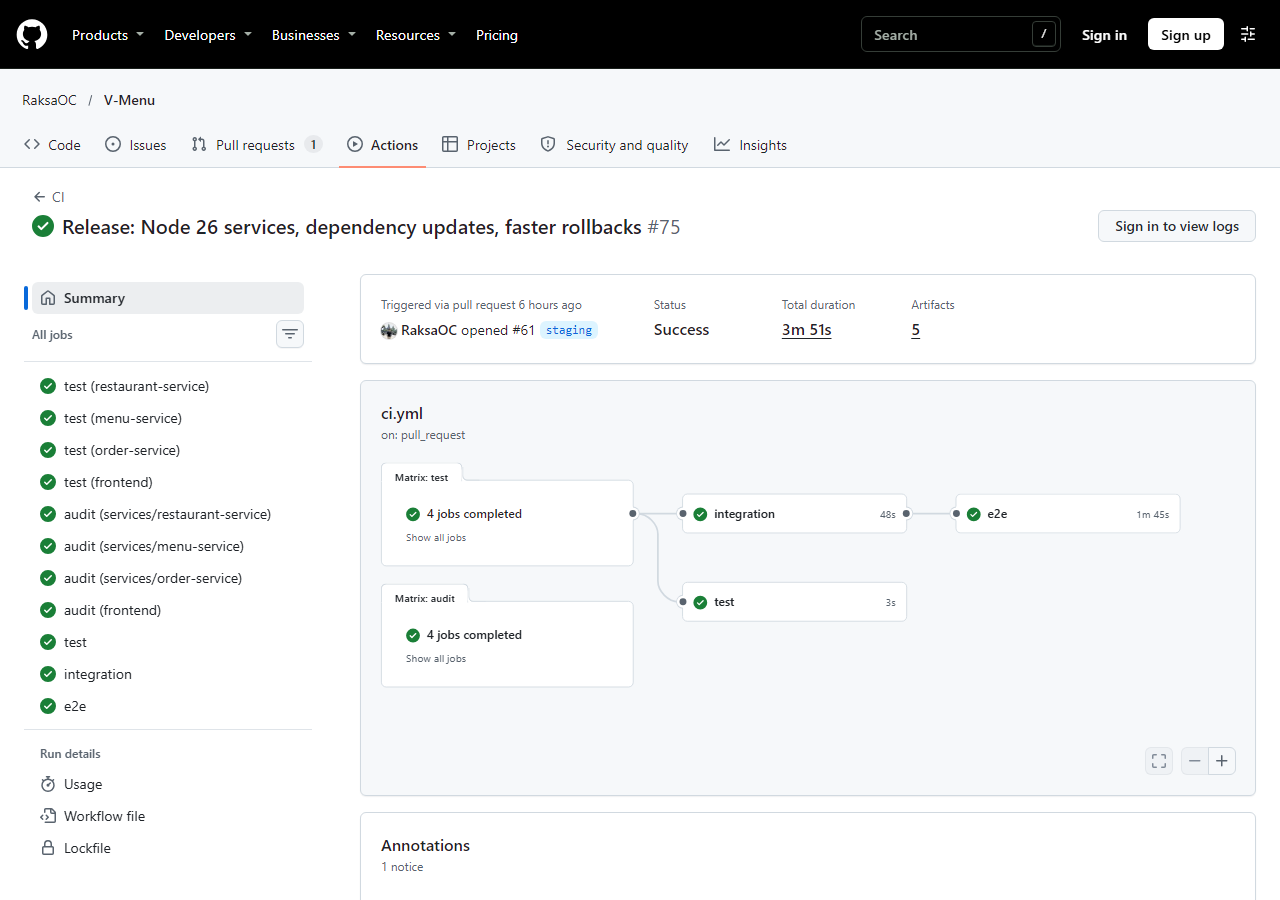 Products Developers Businesses Resources Pricing Search / Sign in Sign up
RaksaOC / V-Menu
Code Issues Pull requests 1 Actions Projects Security and quality Insights
CI
Release: Node 26 services, dependency updates, faster rollbacks #75
Sign in to view logs
Summary
All jobs
test (restaurant-service)
test (menu-service)
test (order-service)
test (frontend)
audit (services/restaurant-service)
audit (services/menu-service)
audit (services/order-service)
audit (frontend)
test
integration
e2e
Run details
Usage
Workflow file
Lockfile
Triggered via pull request 6 hours ago
RaksaOC opened #61 staging
Status
Success
Total duration
3m 51s
Artifacts
5
ci.yml
on: pull_request
Matrix: test
4 jobs completed
Show all jobs
integration 48s
e2e 1m 45s
test 3s
Matrix: audit
4 jobs completed
Show all jobs
Annotations
1 notice